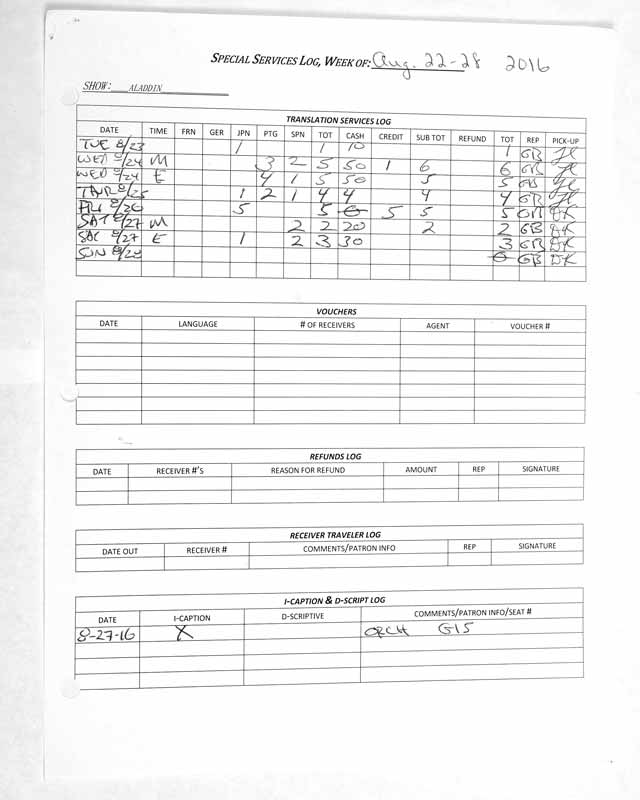 SPECIAL SERVICES LOG, WEEK OF: Aug. 22-28 2016
SHOW: ALADDIN
TRANSLATION SERVICES LOG
DATE TIME FRN GER JPN PTG SPN TOT CASH CREDIT SUB TOT REFUND TOT REP PICK-UP
TUE 8/23 1 1 10 1 GB
WED 8/24 M 3 2 5 50 1 6 6 GB
WED 8/24 E 4 1 5 50 5 5 GB
THUR 8/25 1 2 1 4 4 4 4 GB
FRI 8/26 5 5 0 5 5 5 GB DK
SAT 8/27 M 2 2 20 2 2 GB DK
SAT 8/27 E 1 2 3 30 3 GB DK
SUN 8/28 0 GB DK
VOUCHERS
DATE LANGUAGE # OF RECEIVERS AGENT VOUCHER #
REFUNDS LOG
DATE RECEIVER #'S REASON FOR REFUND AMOUNT REP SIGNATURE
RECEIVER TRAVELER LOG
DATE OUT RECEIVER # COMMENTS/PATRON INFO REP SIGNATURE
I-CAPTION & D-SCRIPT LOG
DATE I-CAPTION D-SCRIPTIVE COMMENTS/PATRON INFO/SEAT #
8-27-16 X ORCH G15